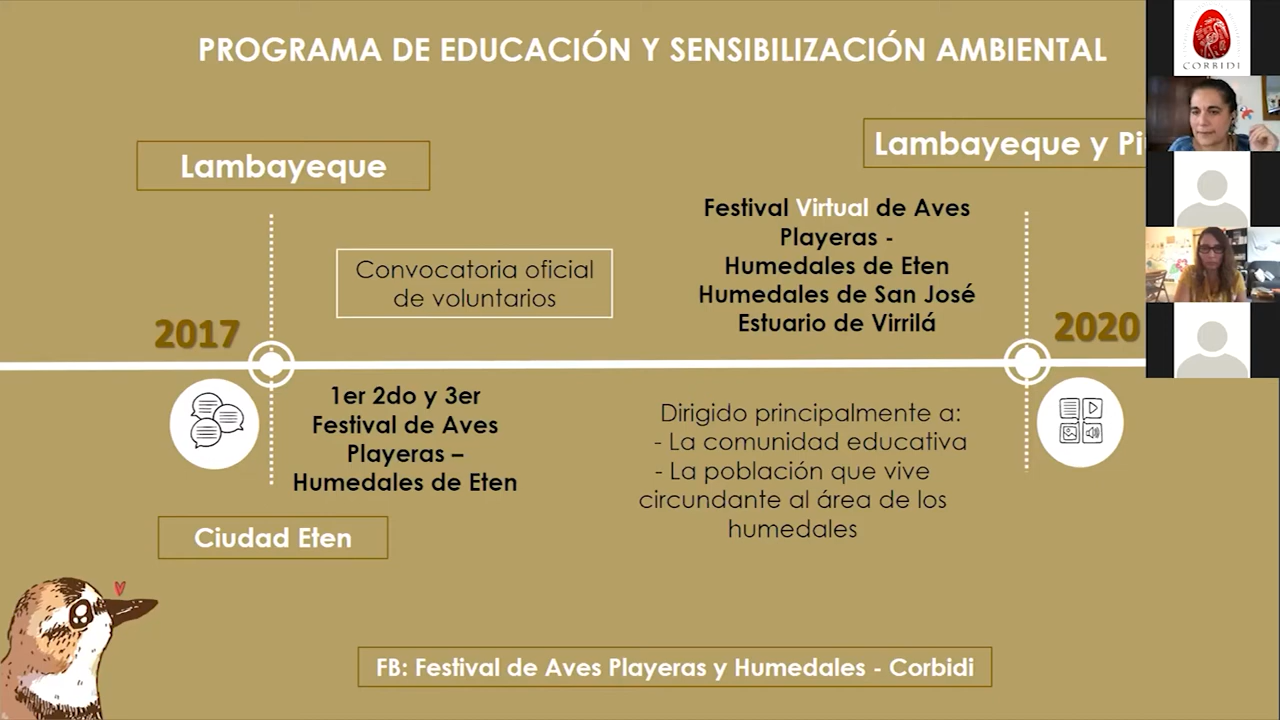 PROGRAMA DE EDUCACIÓN Y SENSIBILIZACIÓN AMBIENTAL
CORBIDI
Lambayeque
Lambayeque y
Festival Virtual de Aves
Playeras -
Humedales de Eten
Humedales de San José
Estuario de Virrilá
Convocatoria oficial
de voluntarios
2017
2020
1er 2do y 3er
Festival de Aves
Playeras –
Humedales de Eten
Dirigido principalmente a:
- La comunidad educativa
- La población que vive
circundante al área de los
humedales
Ciudad Eten
FB: Festival de Aves Playeras y Humedales - Corbidi